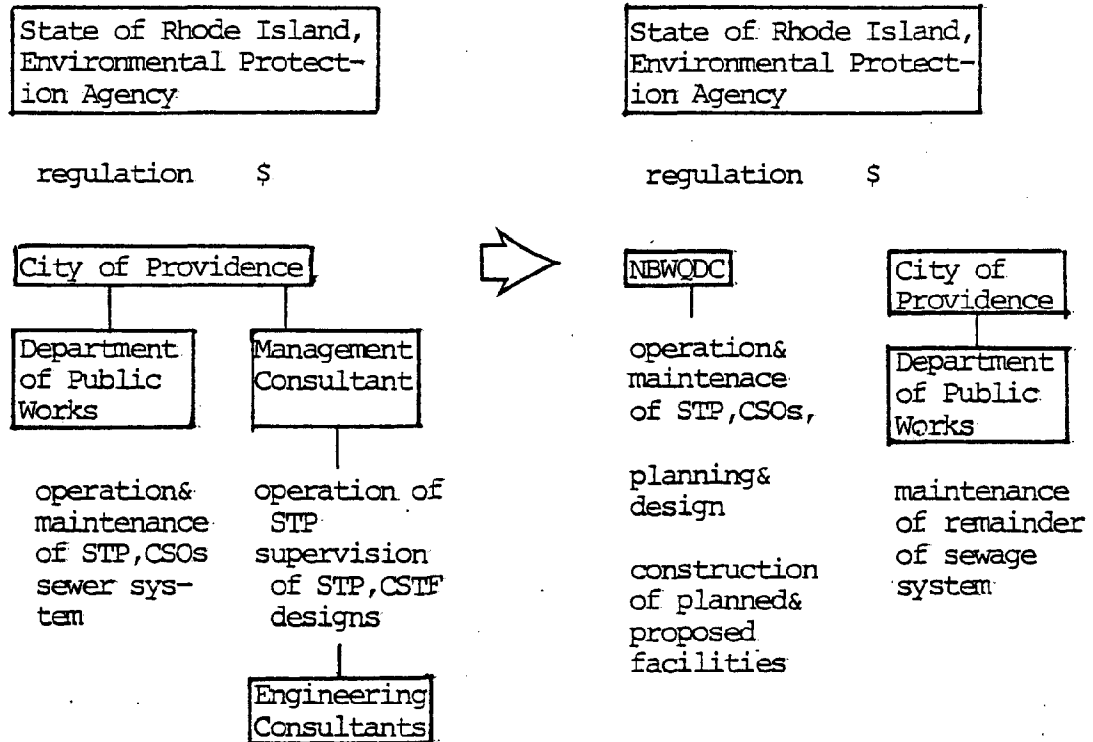 State of Rhode Island,
Environmental Protect-
ion Agency
regulation $
City of Providence
Department
of Public
Works
operation&
maintenance
of STP,CSOs
sewer sys-
tem
Management
Consultant
operation of
STP
supervision
of STP,CSTF
designs
Engineering
Consultants
State of Rhode Island,
Environmental Protect-
ion Agency
regulation $
NBWQDC
operation&
maintenace
of STP,CSOs,
planning&
design
construction
of planned&
proposed
facilities
City of
Providence
Department
of Public
Works
maintenance
of remainder
of sewage
system